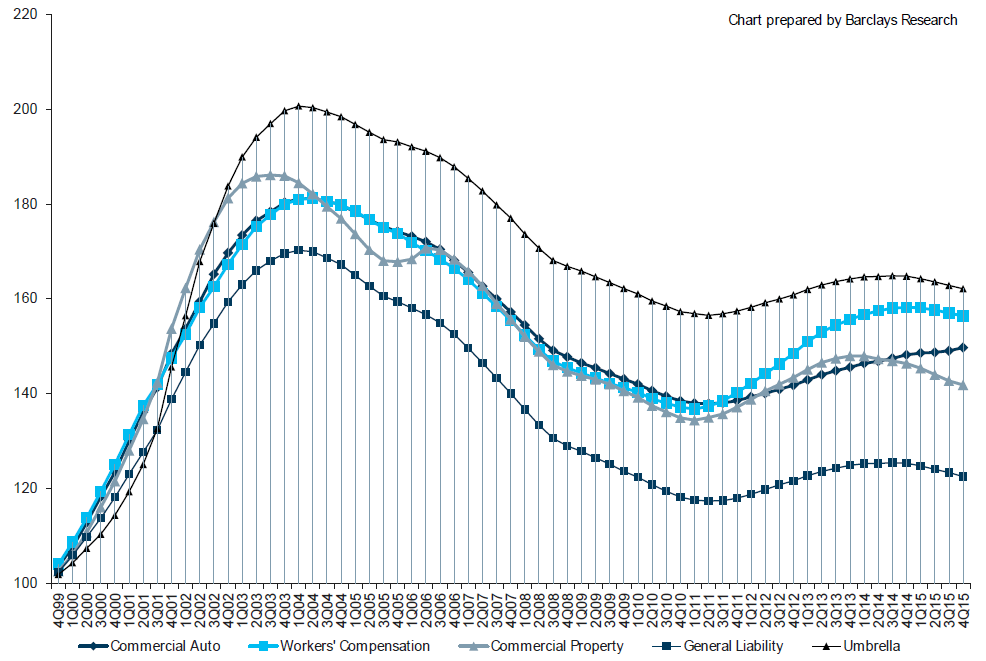 220
Chart prepared by Barclays Research
200
180
160
140
120
100
4Q99 1Q00 2Q00 3Q00 4Q00 1Q01 2Q01 3Q01 4Q01 1Q02 2Q02 3Q02 4Q02 1Q03 2Q03 3Q03 4Q03 1Q04 2Q04 3Q04 4Q04 1Q05 2Q05 3Q05 4Q05 1Q06 2Q06 3Q06 4Q06 1Q07 2Q07 3Q07 4Q07 1Q08 2Q08 3Q08 4Q08 1Q09 2Q09 3Q09 4Q09 1Q10 2Q10 3Q10 4Q10 1Q11 2Q11 3Q11 4Q11 1Q12 2Q12 3Q12 4Q12 1Q13 2Q13 3Q13 4Q13 1Q14 2Q14 3Q14 4Q14 1Q15 2Q15 3Q15 4Q15
Commercial Auto Workers' Compensation Commercial Property General Liability Umbrella